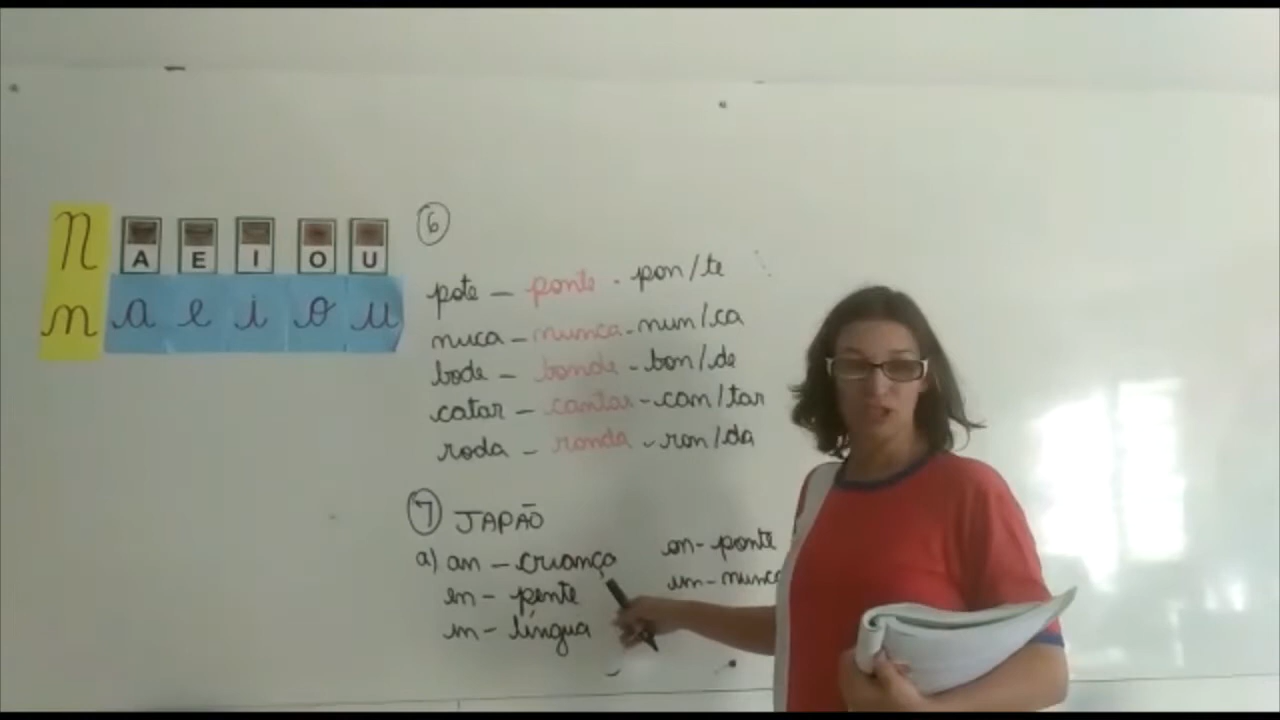 N A E I O U
n a e i o u
6
pote - ponte - pon/te
nuca - nunca - nun/ca
bode - bonde - bon/de
catar - cantar - can/tar
roda - ronda - ron/da
7 JAPÃO
a) an - criança
en - pente
in - língua
on - ponte
un - nunca